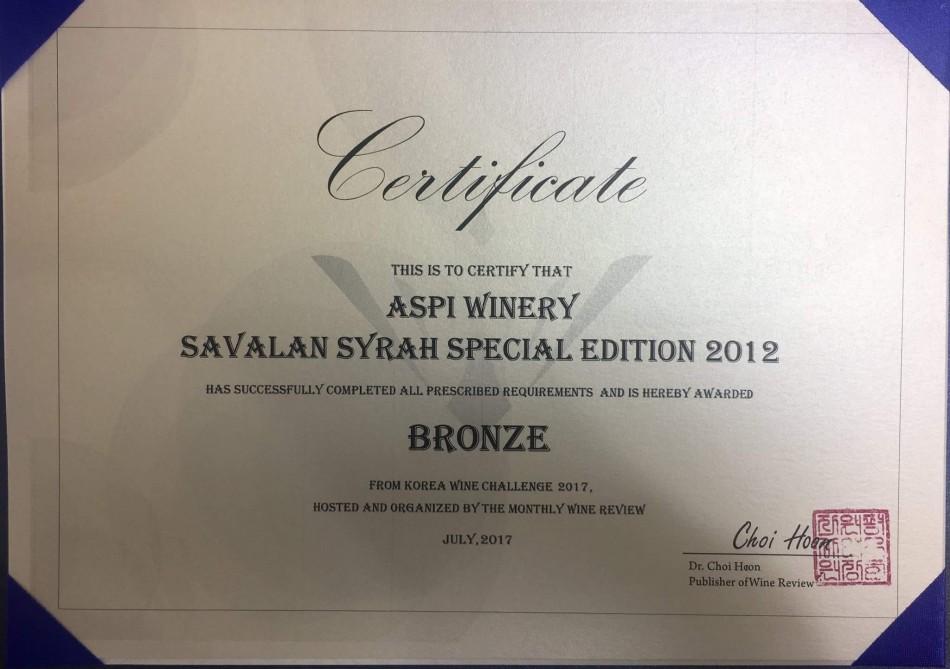 Certificate
THIS IS TO CERTIFY THAT
ASPI WINERY
SAVALAN SYRAH SPECIAL EDITION 2012
HAS SUCCESSFULLY COMPLETED ALL PRESCRIBED REQUIREMENTS AND IS HEREBY AWARDED
BRONZE
FROM KOREA WINE CHALLENGE 2017,
HOSTED AND ORGANIZED BY THE MONTHLY WINE REVIEW
JULY, 2017
Choi Hoon
Dr. Choi Hoon
Publisher of Wine Review